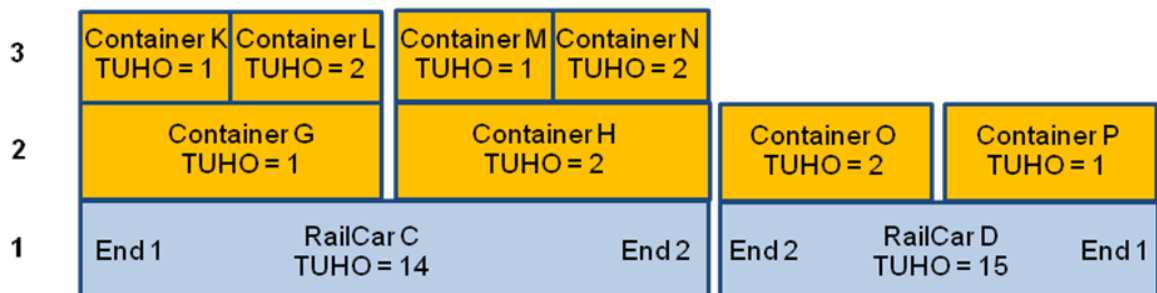 3
Container K
TUHO = 1
Container L
TUHO = 2
Container M
TUHO = 1
Container N
TUHO = 2
2
Container G
TUHO = 1
Container H
TUHO = 2
Container O
TUHO = 2
Container P
TUHO = 1
1
End 1
RailCar C
TUHO = 14
End 2
End 2
RailCar D
TUHO = 15
End 1